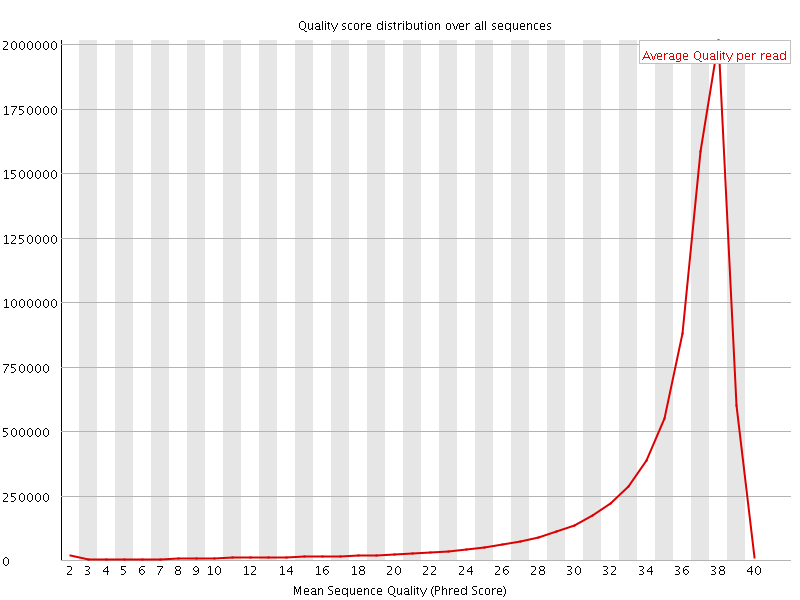 Quality score distribution over all sequences
Average Quality per read
2000000
1750000
1500000
1250000
1000000
750000
500000
250000
0
2 3 4 5 6 7 8 9 10 12 14 16 18 20 22 24 26 28 30 32 34 36 38 40
Mean Sequence Quality (Phred Score)